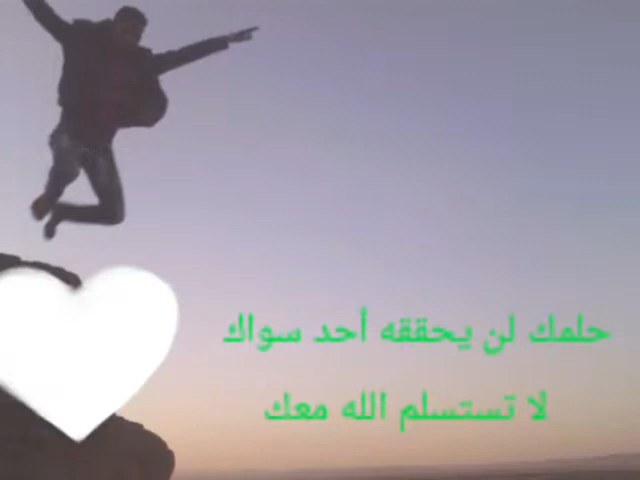 حلمك لن يحققه أحد سواك
لا تستسلم الله معك